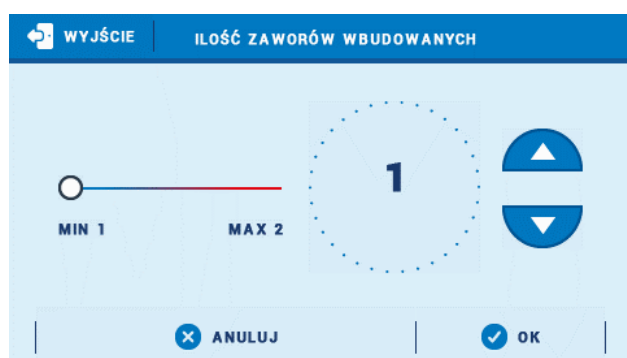 WYJŚCIE
ILOŚĆ ZAWORÓW WBUDOWANYCH
1
MIN 1
MAX 2
ANULUJ
OK